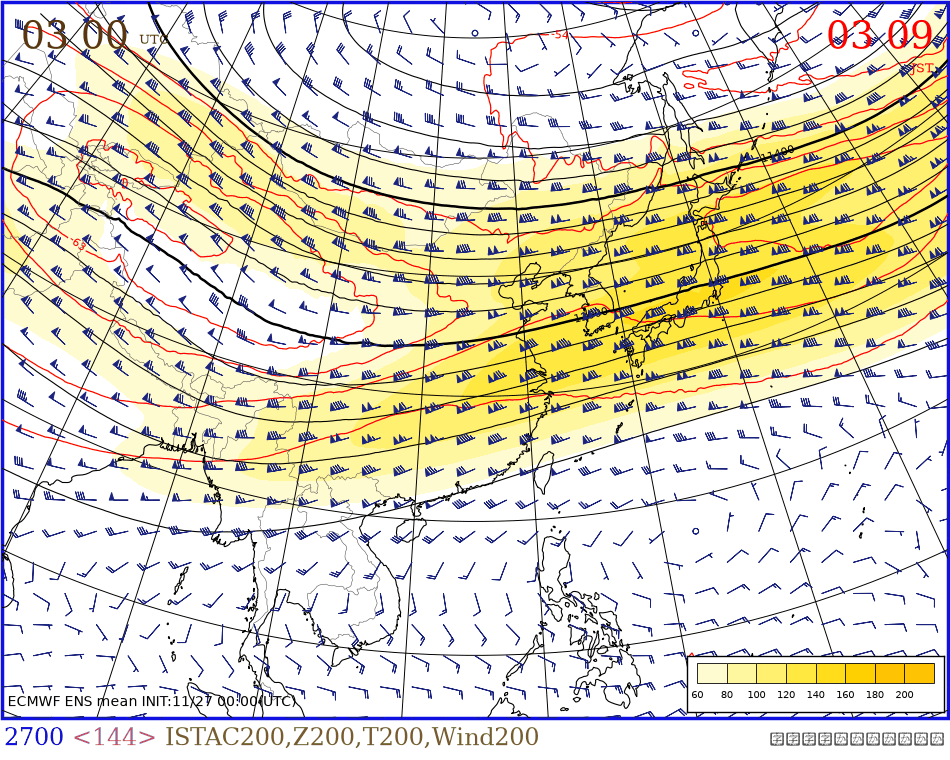 03 00 UTC
03 09 JST
-54
11400
-63
12000
60 80 100 120 140 160 180 200
ECMWF ENS mean INIT:11/27 00:00(UTC)
2700 <144> ISTAC200,Z200,T200,Wind200